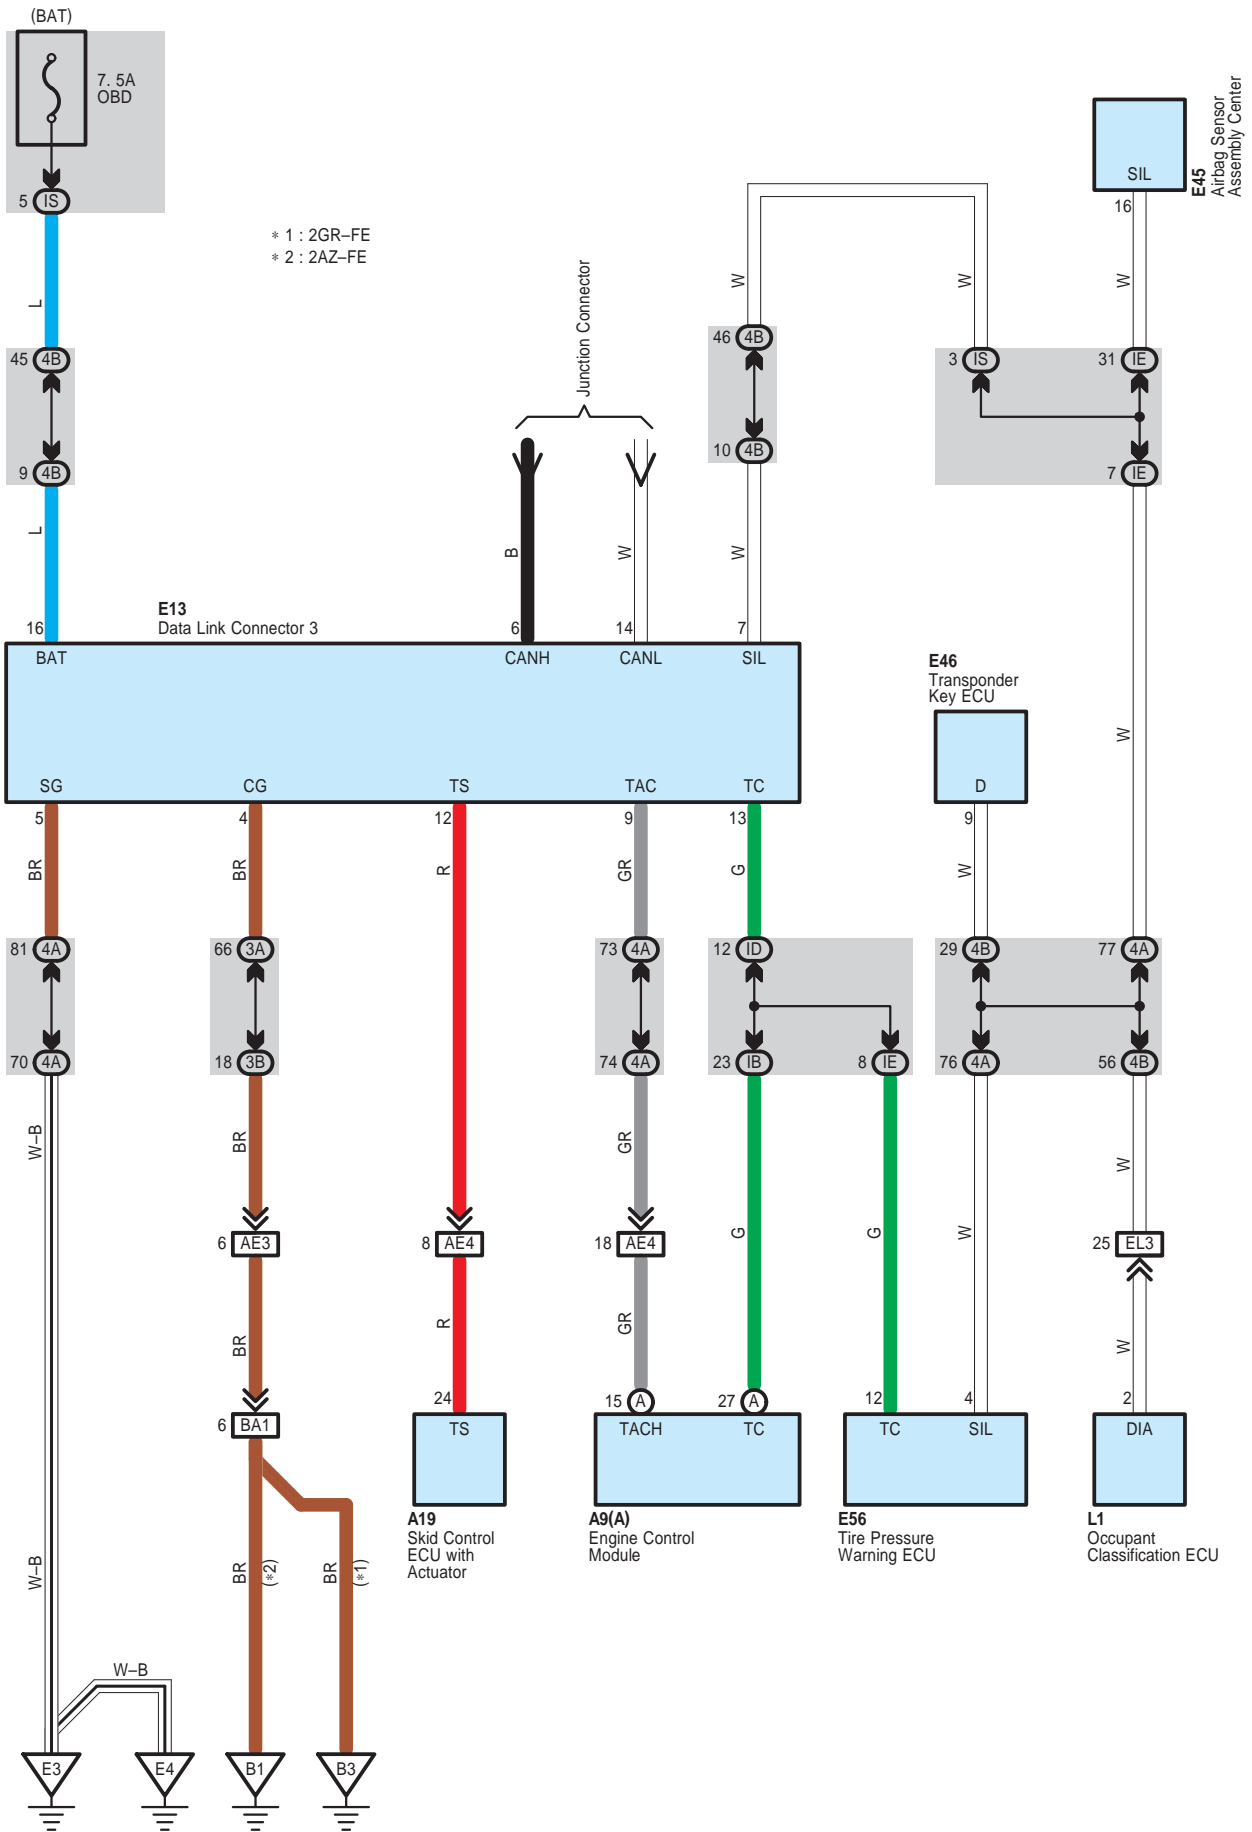 (BAT)
7. 5A
OBD
5 IS
L
45 4B
9 4B
L
* 1 : 2GR–FE
* 2 : 2AZ–FE
Junction Connector
B
W
W
46 4B
10 4B
W
W
3 IS
SIL
E45
Airbag Sensor
Assembly Center
16
W
31 IE
7 IE
W
E13
Data Link Connector 3
16
6
14
7
BAT
CANH
CANL
SIL
SG
CG
TS
TAC
TC
5
4
12
9
13
E46
Transponder
Key ECU
D
9
BR
BR
R
GR
G
W
81 4A
66 3A
73 4A
12 ID
29 4B
77 4A
70 4A
18 3B
74 4A
23 IB
8 IE
76 4A
56 4B
W–B
BR
GR
W
G
G
W
6 AE3
8 AE4
18 AE4
25 EL3
BR
R
GR
W
6 BA1
24
15 A
27 A
12
4
2
TS
TACH
TC
TC
SIL
DIA
A19
Skid Control
ECU with
Actuator
A9(A)
Engine Control
Module
E56
Tire Pressure
Warning ECU
L1
Occupant
Classification ECU
W–B
BR
(*2)
BR
(*1)
W–B
E3
E4
B1
B3